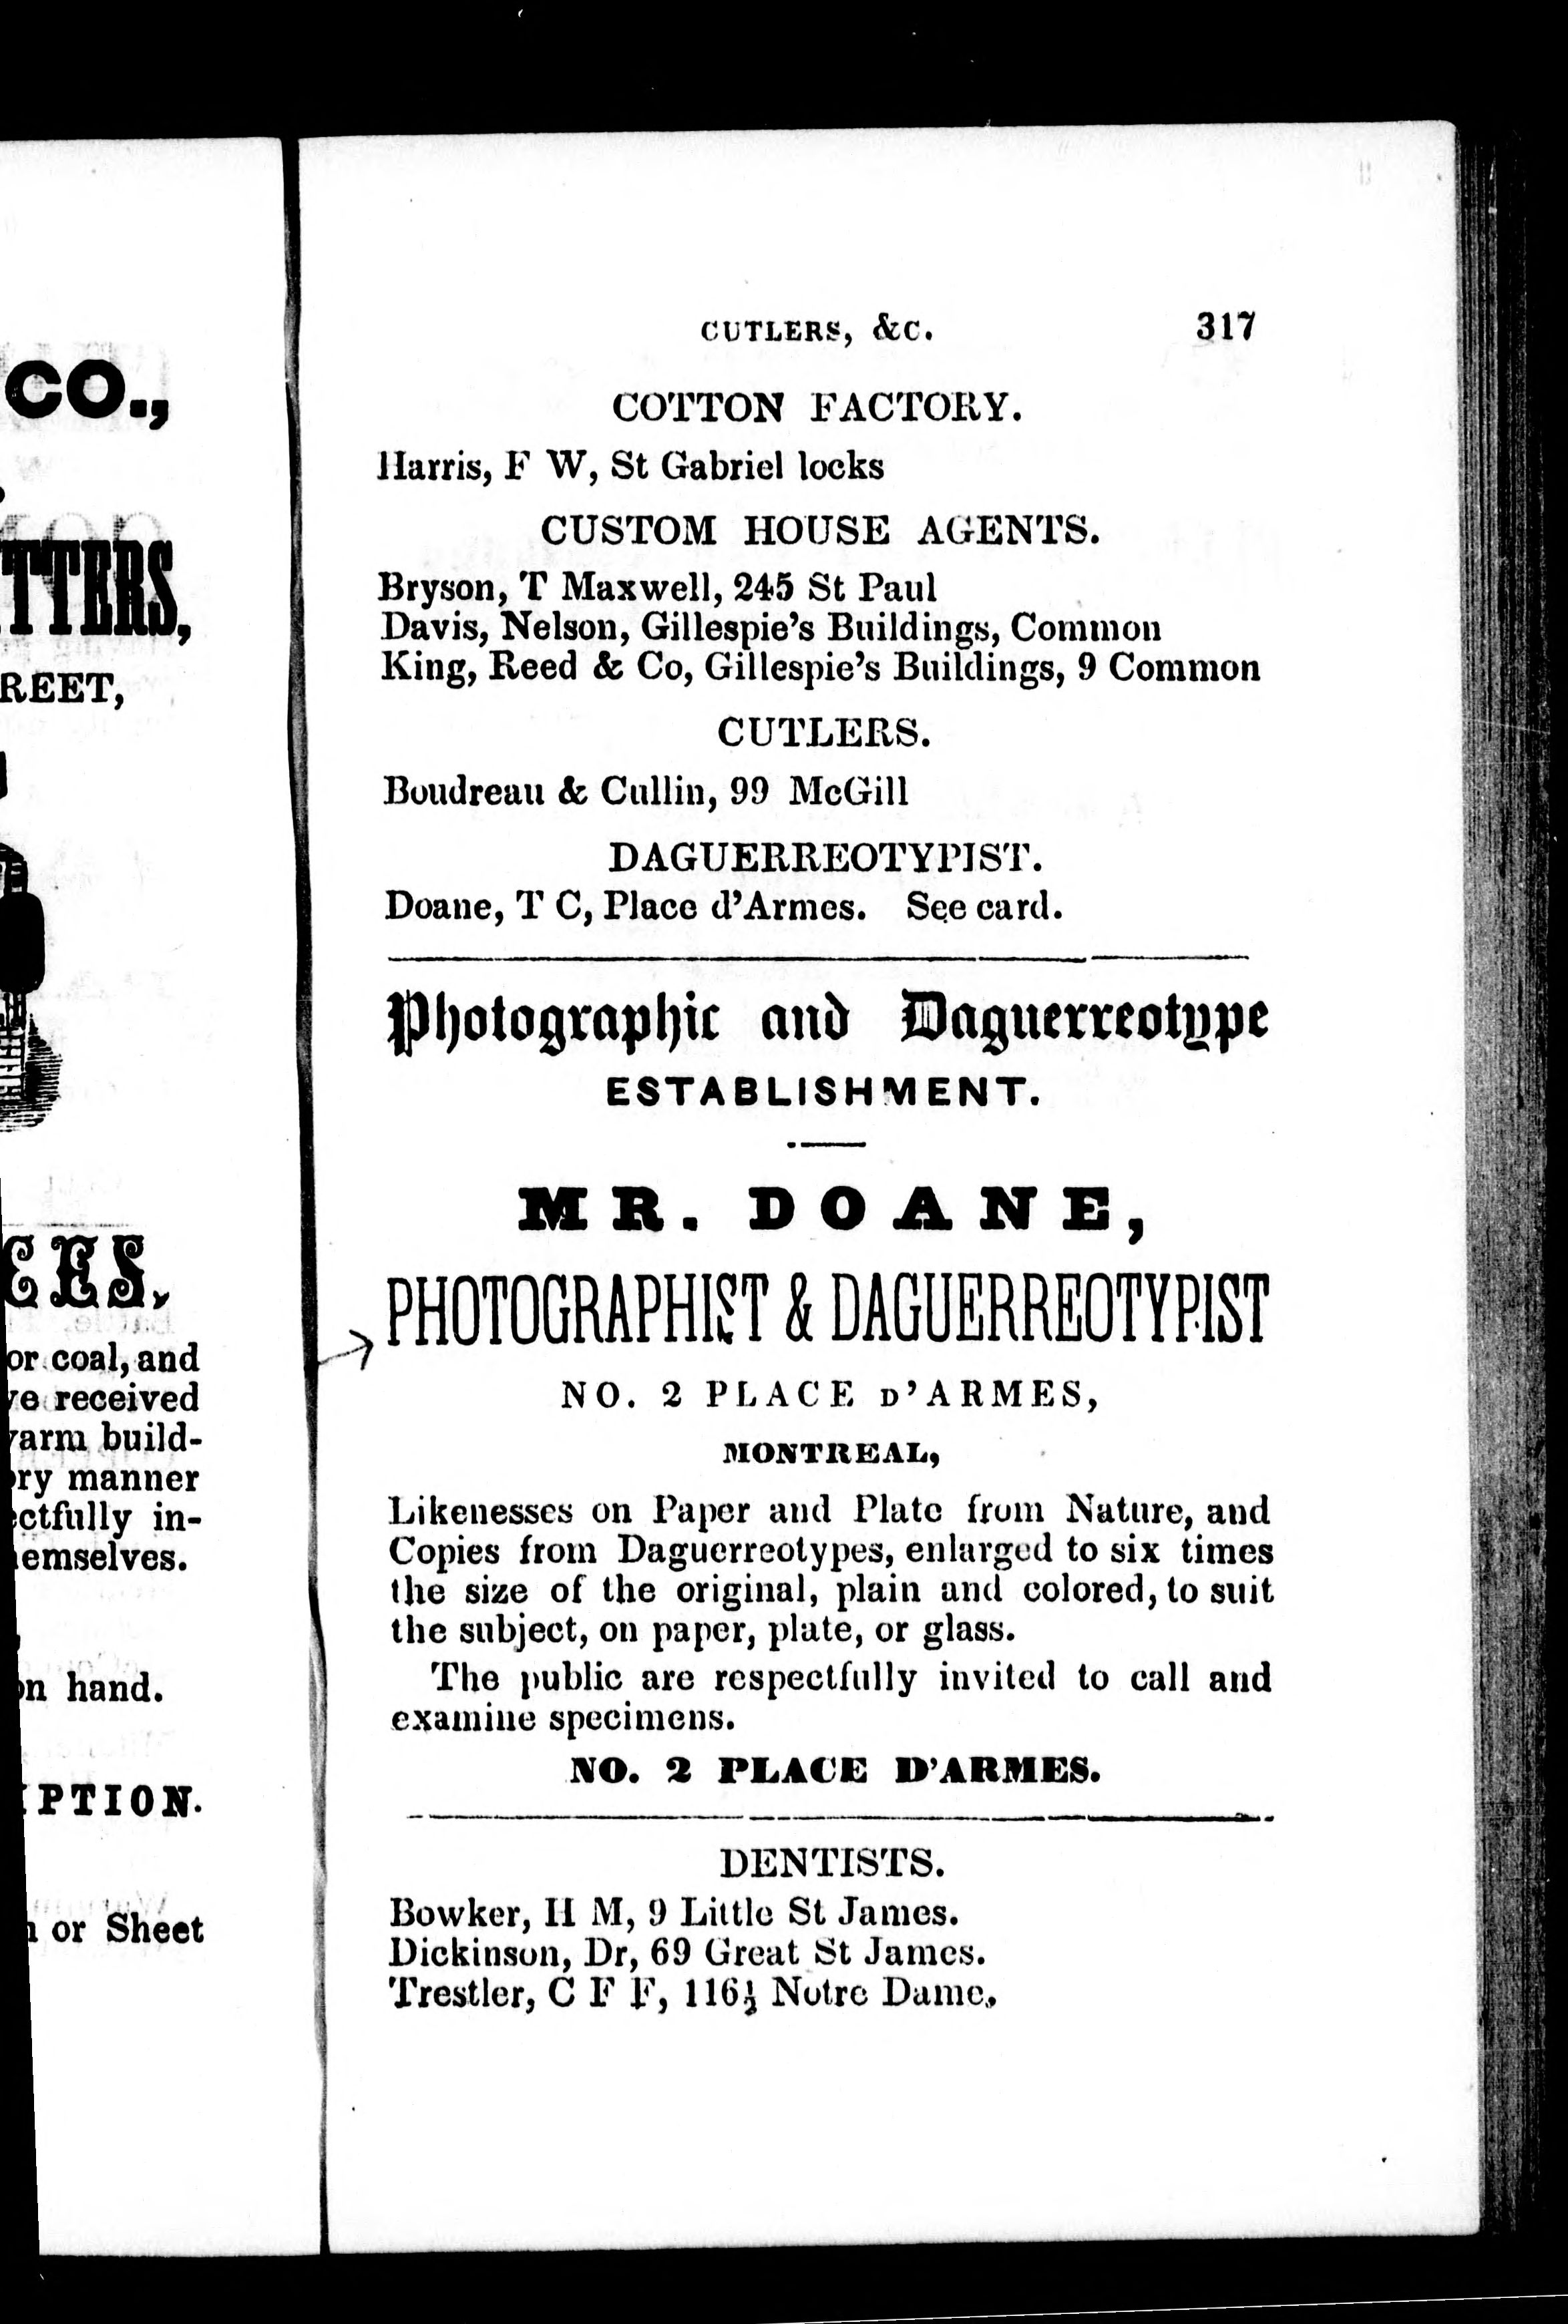 CO.,
TTERS,
REET,
CES,
or coal, and
received
build-
manner
in-
hand.
or Sheet
CUTLERS, &C. 317
COTTON FACTORY.
Harris, F W, St Gabriel locks
CUSTOM HOUSE AGENTS.
Bryson, T Maxwell, 245 St Paul
Davis, Nelson, Gillespie's Buildings, Common
King, Reed & Co, Gillespie's Buildings, 9 Common
CUTLERS.
Boudreau & Cullin, 99 McGill
DAGUERREOTYPIST.
Doane, T C, Place d'Armes. See card.
Photographic and Daguerreotype
ESTABLISHMENT.
MR. DOANE,
PHOTOGRAPHIST & DAGUERREOTYPIST
NO. 2 PLACE D'ARMES,
MONTREAL,
Likenesses on Paper and Plate from Nature, and
Copies from Daguerreotypes, enlarged to six times
the size of the original, plain and colored, to suit
the subject, on paper, plate, or glass.
The public are respectfully invited to call and
examine specimens.
NO. 2 PLACE D'ARMES.
DENTISTS.
Bowker, H M, 9 Little St James.
Dickinson, Dr, 69 Great St James.
Trestler, C F F, 116½ Notre Dame.